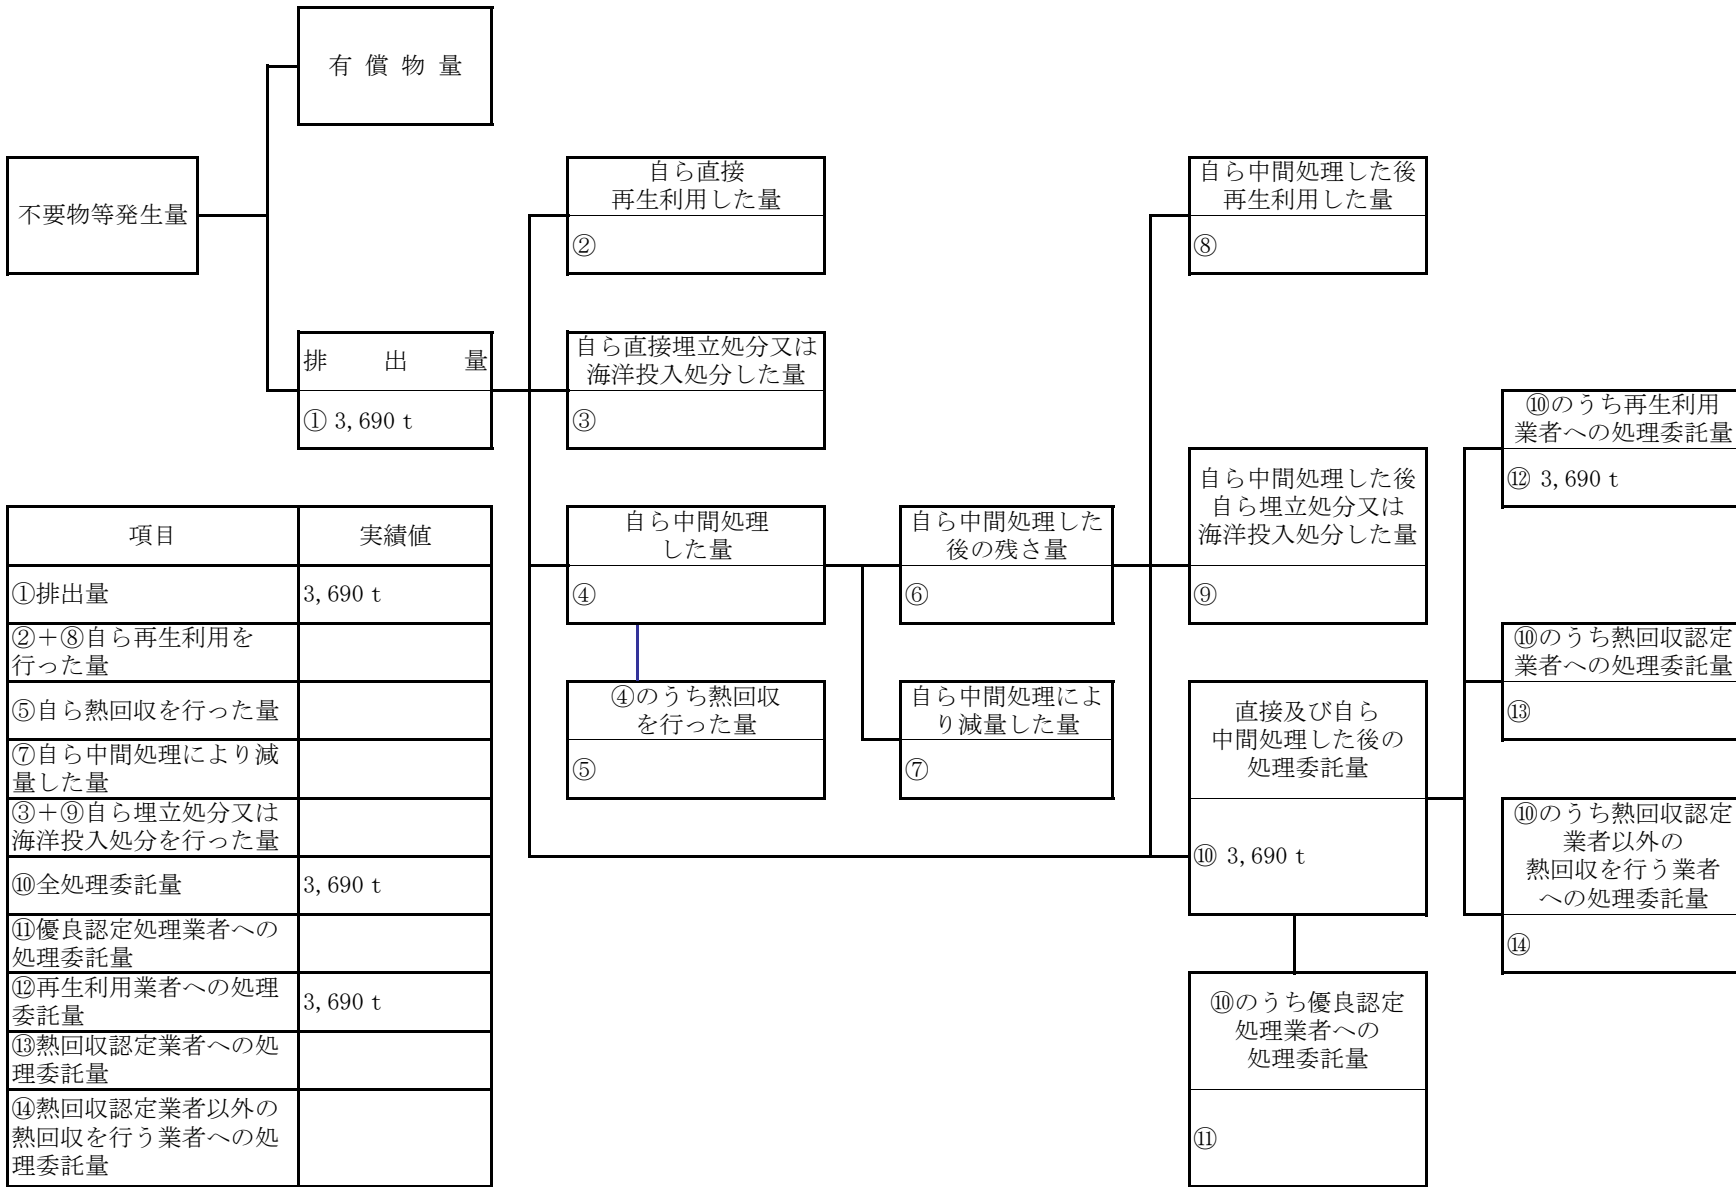 有 償 物 量
不要物等発生量
自ら直接
再生利用した量
②
自ら中間処理した後
再生利用した量
⑧
排 出 量
① 3,690 t
自ら直接埋立処分又は
海洋投入処分した量
③
⑩のうち再生利用
業者への処理委託量
⑫ 3,690 t
自ら中間処理した後
自ら埋立処分又は
海洋投入処分した量
⑨
自ら中間処理
した量
④
自ら中間処理した
後の残さ量
⑥
⑩のうち熱回収認定
業者への処理委託量
⑬
④のうち熱回収
を行った量
⑤
自ら中間処理によ
り減量した量
⑦
直接及び自ら
中間処理した後の
処理委託量
⑩ 3,690 t
⑩のうち熱回収認定
業者以外の
熱回収を行う業者
への処理委託量
⑭
⑩のうち優良認定
処理業者への
処理委託量
⑪
項目 実績値
①排出量 3,690 t
②＋⑧自ら再生利用を
行った量
⑤自ら熱回収を行った量
⑦自ら中間処理により減
量した量
③＋⑨自ら埋立処分又は
海洋投入処分を行った量
⑩全処理委託量 3,690 t
⑪優良認定処理業者への
処理委託量
⑫再生利用業者への処理
委託量 3,690 t
⑬熱回収認定業者への処
理委託量
⑭熱回収認定業者以外の
熱回収を行う業者への処
理委託量